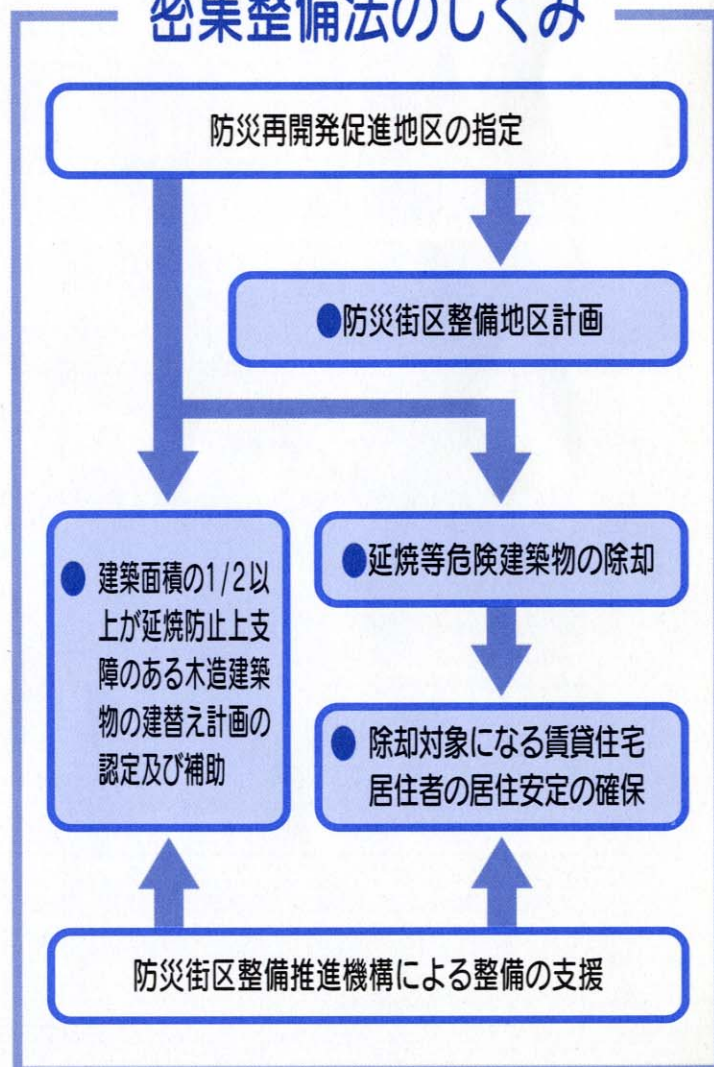 密集整備法のしくみ
防災再開発促進地区の指定
●防災街区整備地区計画
● 建築面積の1/2以
上が延焼防止上支
障のある木造建築
物の建替え計画の
認定及び補助
●延焼等危険建築物の除却
● 除却対象になる賃貸住宅
居住者の居住安定の確保
防災街区整備推進機構による整備の支援